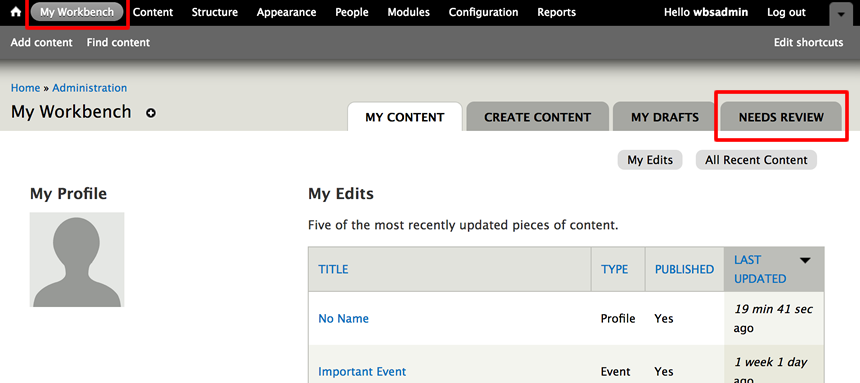 My Workbench Content Structure Appearance People Modules Configuration Reports Hello wbsadmin Log out
Add content Find content Edit shortcuts
Home » Administration
My Workbench
MY CONTENT CREATE CONTENT MY DRAFTS NEEDS REVIEW
My Edits All Recent Content
My Profile
My Edits
Five of the most recently updated pieces of content.
TITLE TYPE PUBLISHED LAST UPDATED
No Name Profile Yes 19 min 41 sec ago
Important Event Event Yes 1 week 1 day ago